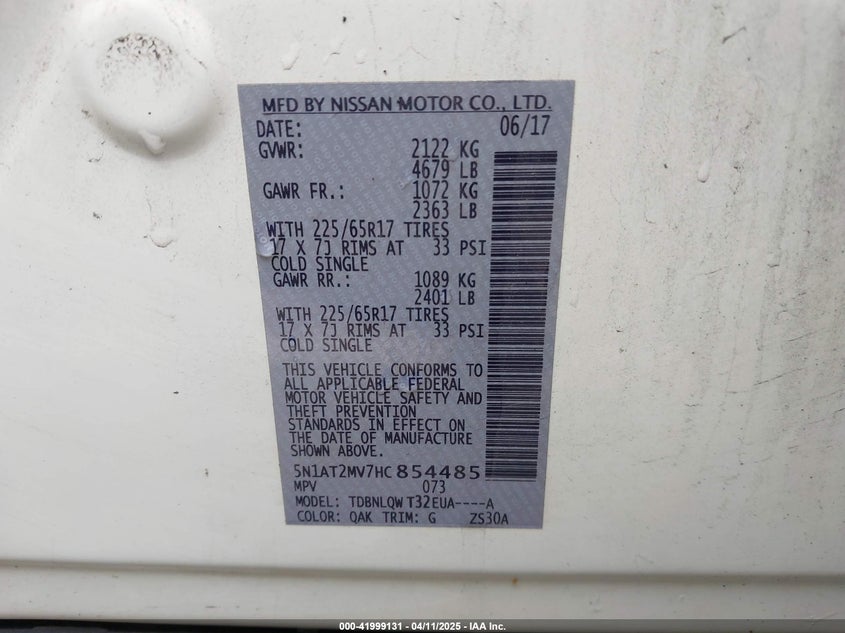 MFD BY NISSAN MOTOR CO., LTD.
DATE: 06/17
GVWR: 2122 KG
4679 LB
GAWR FR.: 1072 KG
2363 LB
WITH 225/65R17 TIRES
17 X 7J RIMS AT 33 PSI
COLD SINGLE
GAWR RR.: 1089 KG
2401 LB
WITH 225/65R17 TIRES
17 X 7J RIMS AT 33 PSI
COLD SINGLE
THIS VEHICLE CONFORMS TO
ALL APPLICABLE FEDERAL
MOTOR VEHICLE SAFETY AND
THEFT PREVENTION
STANDARDS IN EFFECT ON
THE DATE OF MANUFACTURE
SHOWN ABOVE.
5N1AT2MV7HC854485
MPV 073
MODEL: TDBNLQW T32EUA----A
COLOR: QAK TRIM: G ZS30A
000-41999131 - 04/11/2025 - IAA Inc.